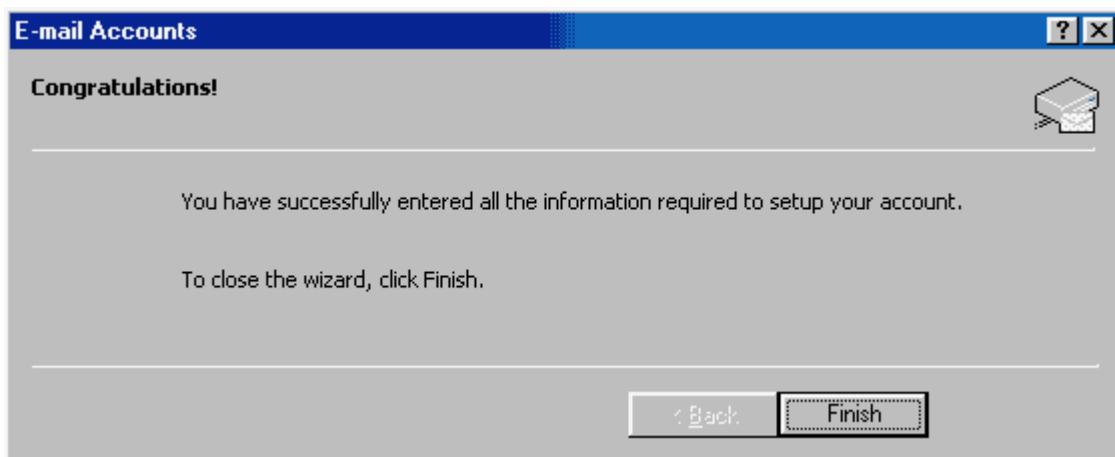 E-mail Accounts
Congratulations!
You have successfully entered all the information required to setup your account.
To close the wizard, click Finish.
< Back
Finish